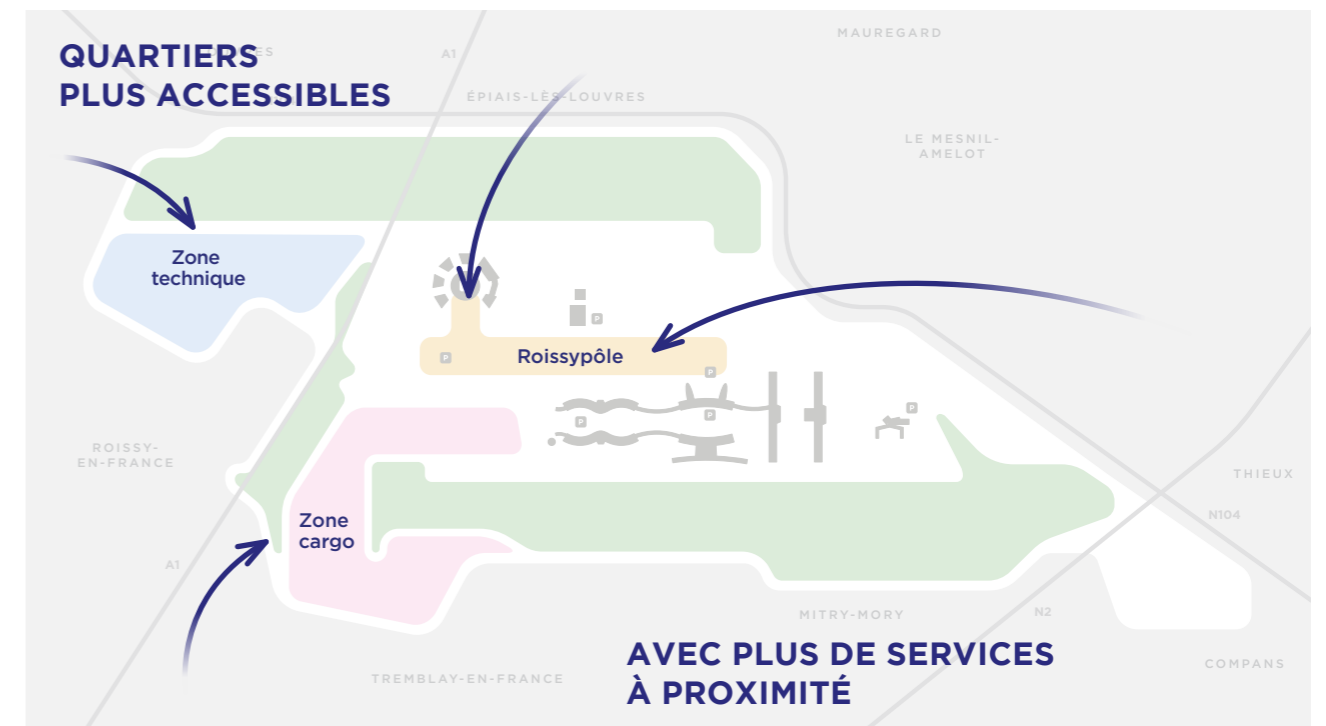 MAUREGARD
QUARTIERS
PLUS ACCESSIBLES
A1
ÉPIAIS-LÈS-LOUVRES
LE MESNIL-
AMELOT
Zone
technique
P
Roissypôle
P
P
P
P
P
ROISSY-
EN-FRANCE
THIEUX
Zone
cargo
N104
A1
MITRY-MORY
N2
AVEC PLUS DE SERVICES
À PROXIMITÉ
COMPANS
TREMBLAY-EN-FRANCE